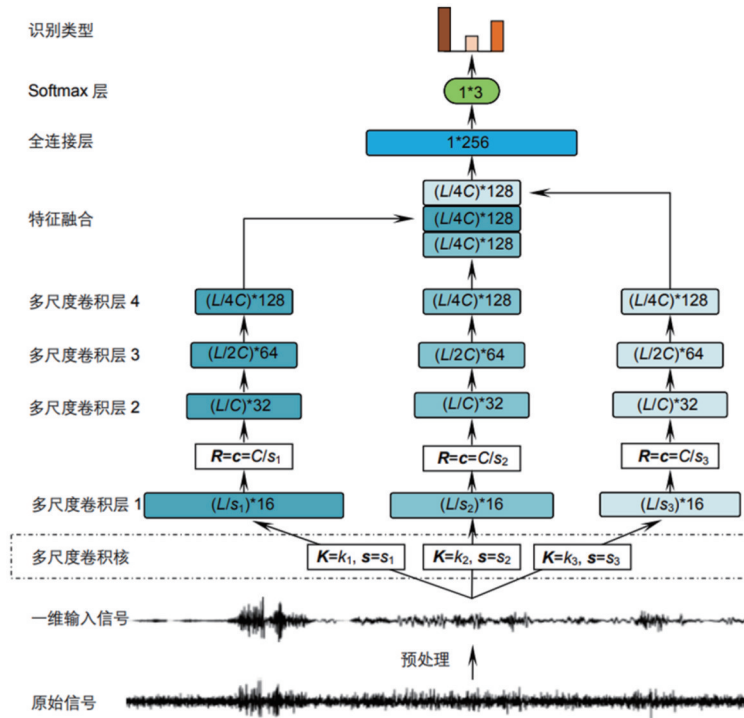 识别类型
Softmax 层
1*3
全连接层
1*256
(L/4C)*128
特征融合
(L/4C)*128
(L/4C)*128
多尺度卷积层 4
(L/4C)*128
(L/4C)*128
(L/4C)*128
多尺度卷积层 3
(L/2C)*64
(L/2C)*64
(L/2C)*64
多尺度卷积层 2
(L/C)*32
(L/C)*32
(L/C)*32
R=c=C/s₁
R=c=C/s₂
R=c=C/s₃
多尺度卷积层 1
(L/s₁)*16
(L/s₂)*16
(L/s₃)*16
多尺度卷积核
K=k₁, s=s₁
K=k₂, s=s₂
K=k₃, s=s₃
一维输入信号
预处理
原始信号